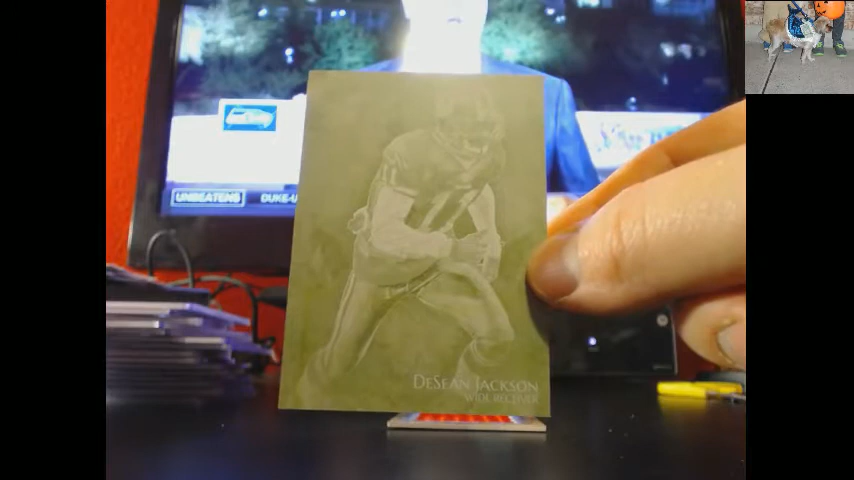 UNBEATENS
DUKE-U
DESEAN JACKSON
WIDE RECEIVER